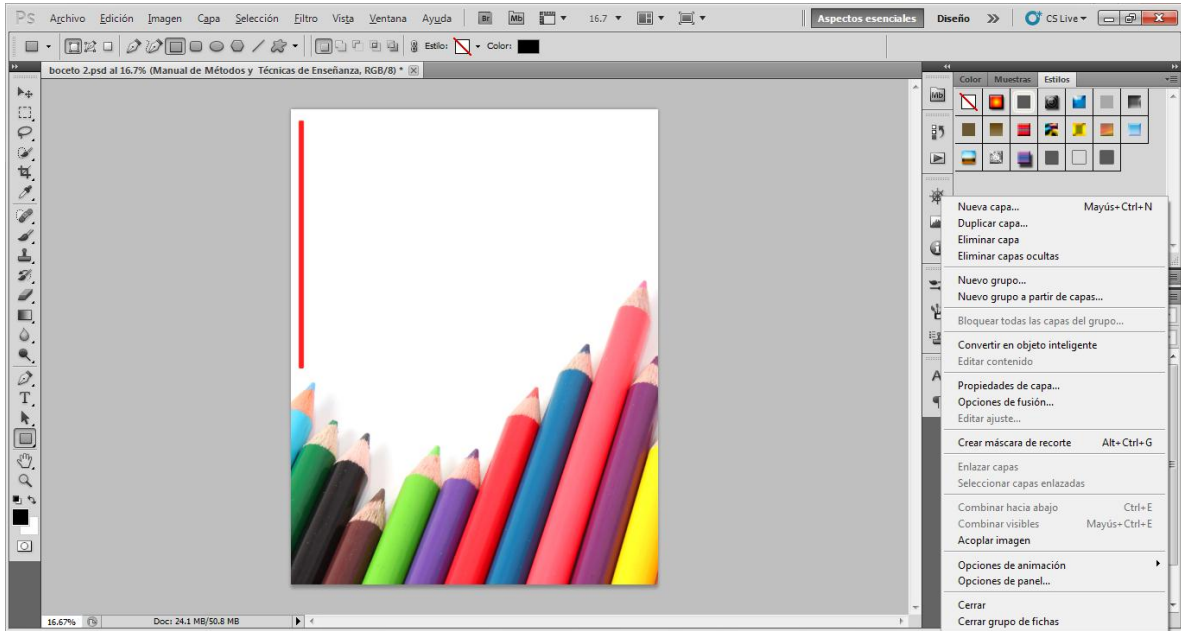 Ps Archivo Edición Imagen Capa Selección Filtro Vista Ventana Ayuda Br Mb 16.7 Aspectos esenciales Diseño >> CS Live
Estilo: Color:
boceto 2.psd al 16.7% (Manual de Métodos y Técnicas de Enseñanza, RGB/8) *
Color Muestras Estilos
Mb
Nueva capa... Mayús+Ctrl+N
Duplicar capa...
Eliminar capa
Eliminar capas ocultas
Nuevo grupo...
Nuevo grupo a partir de capas...
Bloquear todas las capas del grupo...
Convertir en objeto inteligente
Editar contenido
Propiedades de capa...
Opciones de fusión...
Editar ajuste...
Crear máscara de recorte Alt+Ctrl+G
Enlazar capas
Seleccionar capas enlazadas
Combinar hacia abajo Ctrl+E
Combinar visibles Mayús+Ctrl+E
Acoplar imagen
Opciones de animación
Opciones de panel...
Cerrar
Cerrar grupo de fichas
16.67% Doc: 24.1 MB/50.8 MB